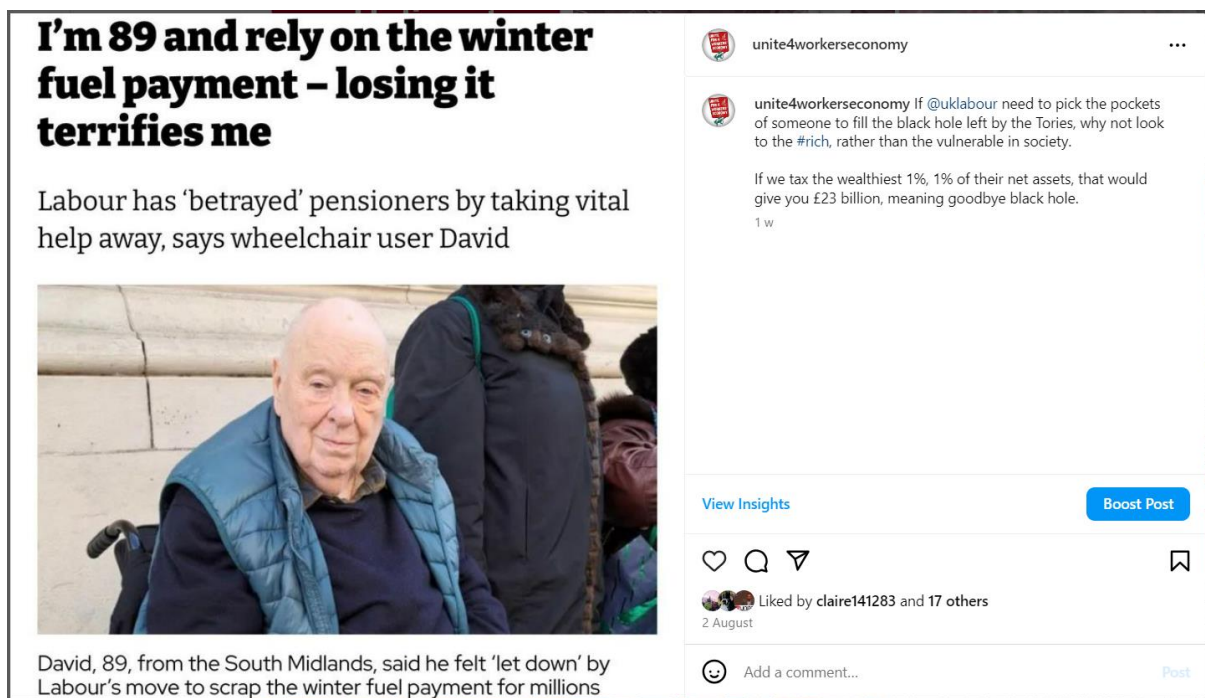 I'm 89 and rely on the winter
fuel payment – losing it
terrifies me
Labour has 'betrayed' pensioners by taking vital
help away, says wheelchair user David
David, 89, from the South Midlands, said he felt 'let down' by
Labour's move to scrap the winter fuel payment for millions
unite4workerseconomy
unite4workerseconomy If @uklabour need to pick the pockets
of someone to fill the black hole left by the Tories, why not look
to the #rich, rather than the vulnerable in society.
If we tax the wealthiest 1%, 1% of their net assets, that would
give you £23 billion, meaning goodbye black hole.
1 w
View Insights
Boost Post
Liked by claire141283 and 17 others
2 August
Add a comment...
Post